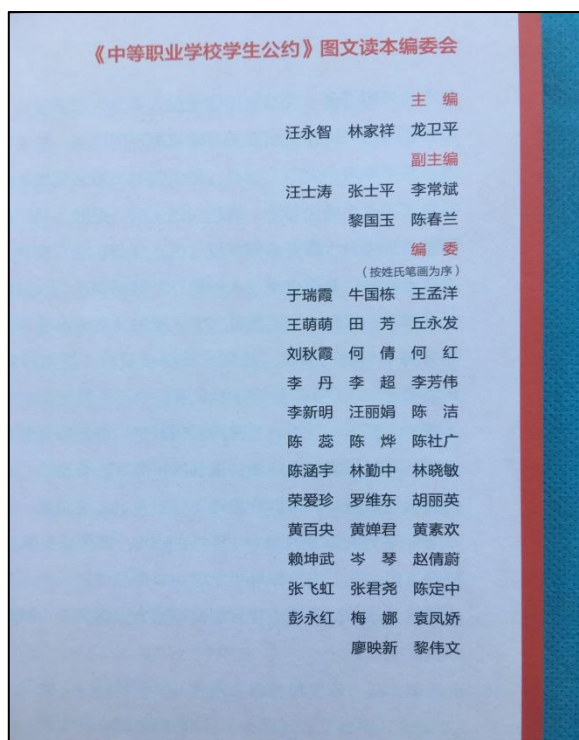 《中等职业学校学生公约》图文读本编委会
主 编
汪永智 林家祥 龙卫平
副主编
汪士涛 张士平 李常斌
黎国玉 陈春兰
编 委
（按姓氏笔画为序）
于瑞霞 牛国栋 王孟洋
王萌萌 田 芳 丘永发
刘秋霞 何 倩 何 红
李 丹 李 超 李芳伟
李新明 汪丽娟 陈 洁
陈 蕊 陈 烨 陈社广
陈涵宇 林勤中 林晓敏
荣爱珍 罗维东 胡丽英
黄百央 黄婵君 黄素欢
赖坤武 岑 琴 赵倩蔚
张飞虹 张君尧 陈定中
彭永红 梅 娜 袁凤娇
廖映新 黎伟文